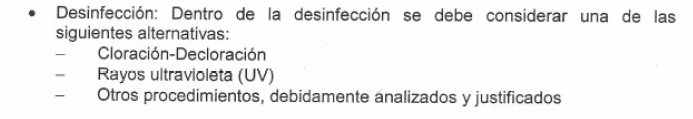 • Desinfección: Dentro de la desinfección se debe considerar una de las
siguientes alternativas:
– Cloración-Decloración
– Rayos ultravioleta (UV)
– Otros procedimientos, debidamente analizados y justificados